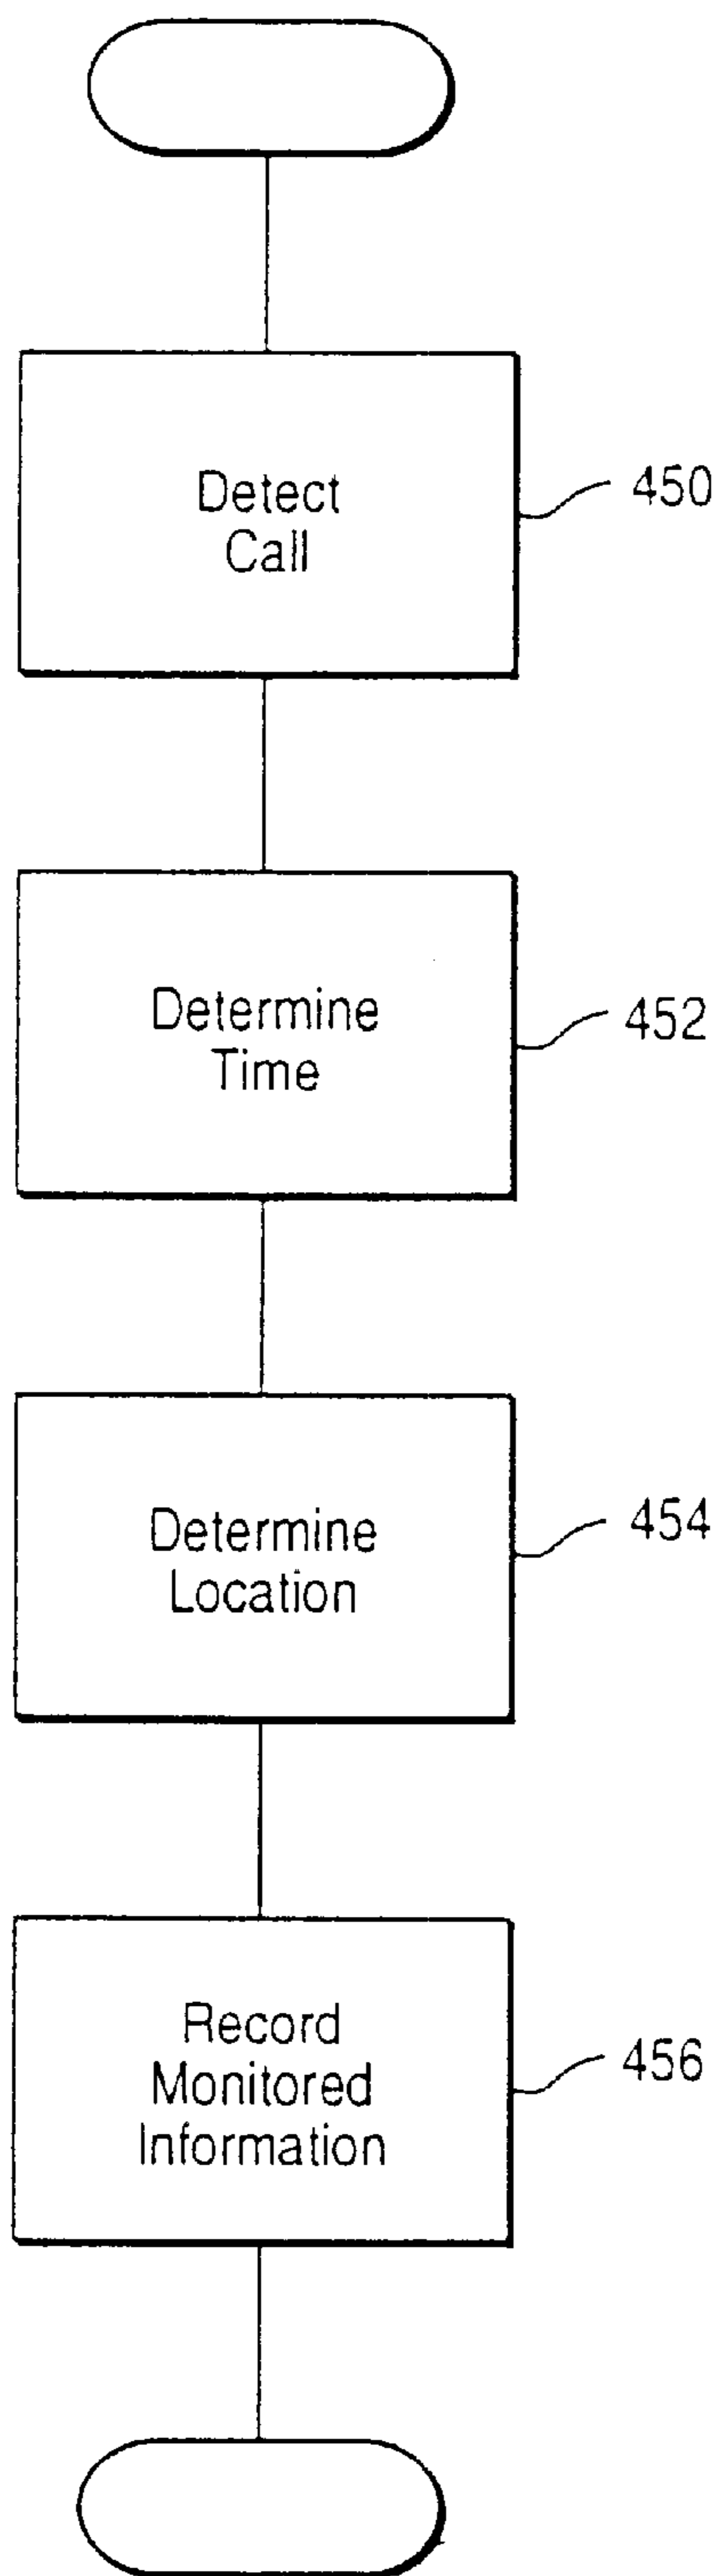 Detect
Call
450
Determine
Time
452
Determine
Location
454
Record
Monitored
Information
456